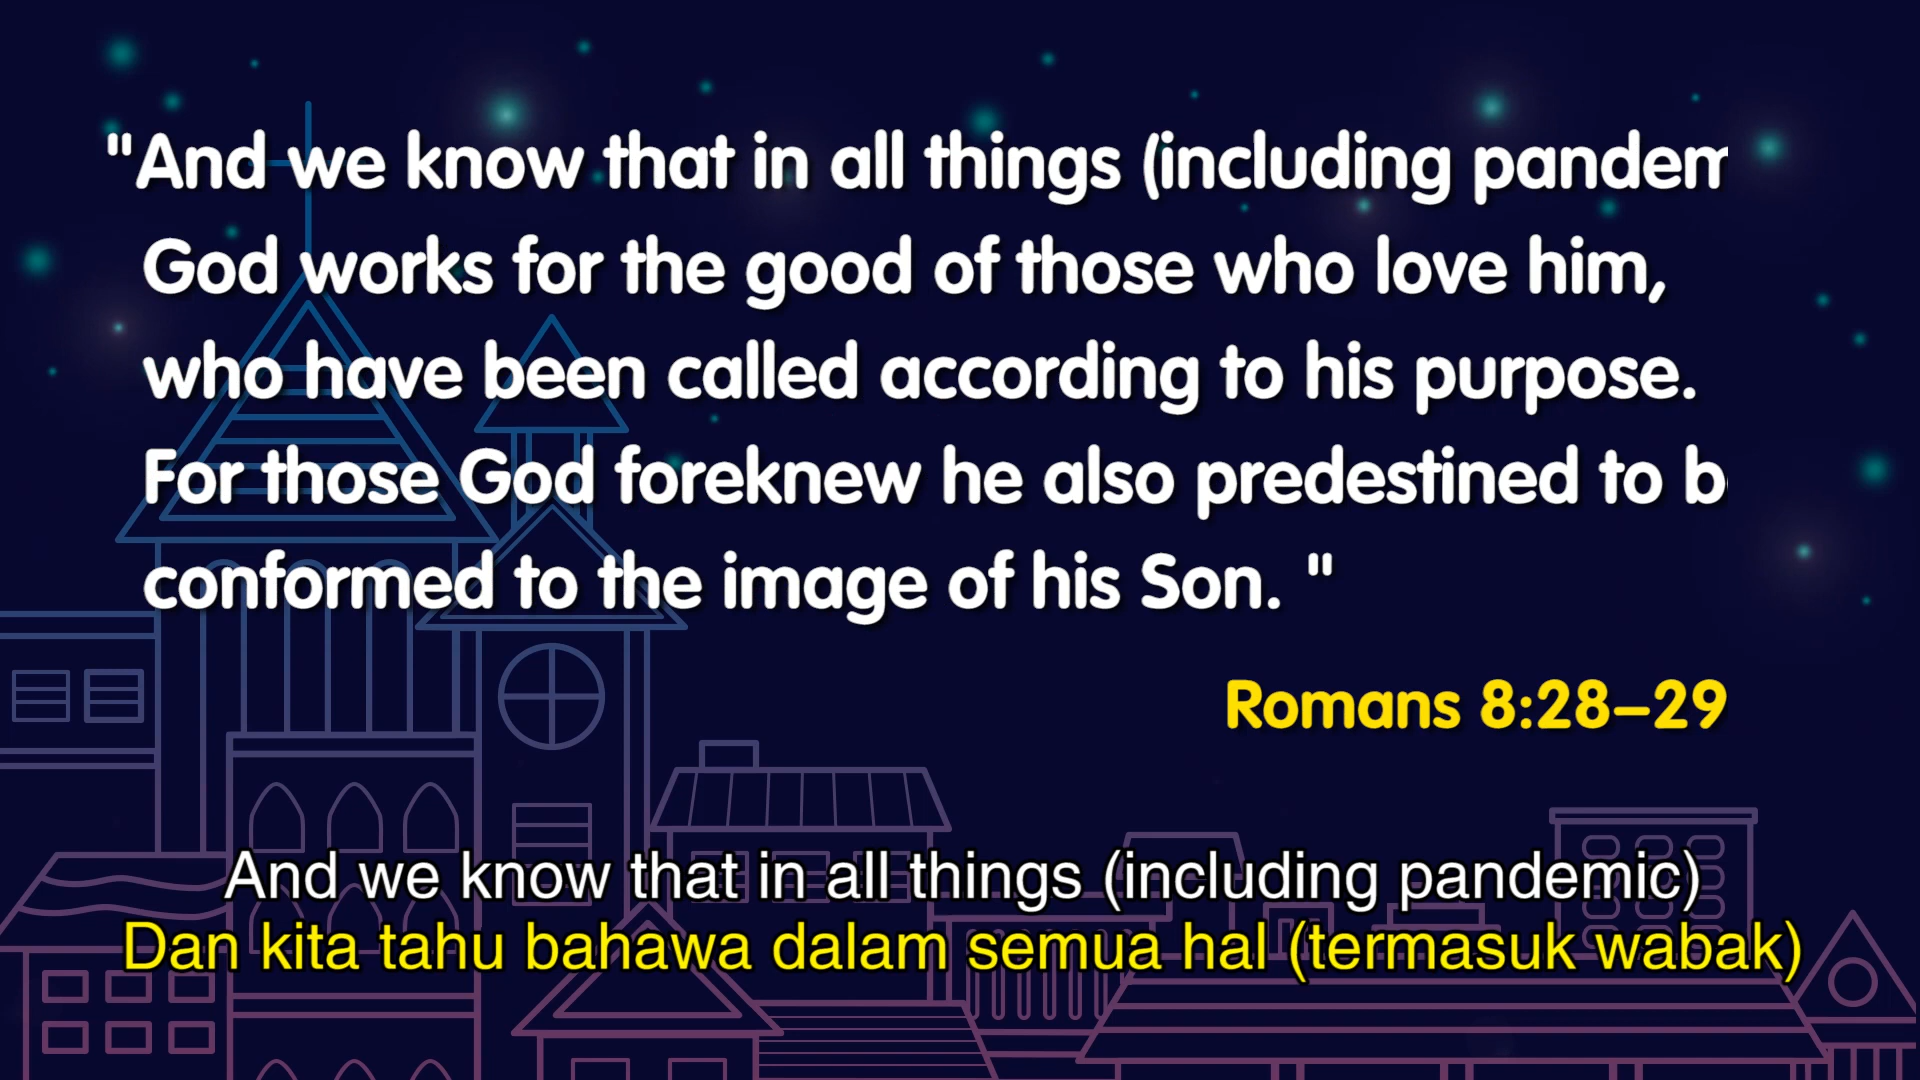 "And we know that in all things (including pandem
God works for the good of those who love him,
who have been called according to his purpose.
For those God foreknew he also predestined to b
conformed to the image of his Son. "
Romans 8:28–29
And we know that in all things (including pandemic)
Dan kita tahu bahawa dalam semua hal (termasuk wabak)